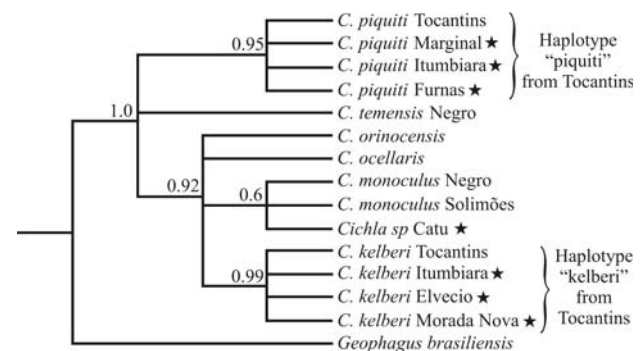 C. piquiti Tocantins
0.95
C. piquiti Marginal ★
C. piquiti Itumbiara ★
C. piquiti Furnas ★
Haplotype
“piquiti”
from Tocantins
1.0
C. temensis Negro
C. orinocensis
C. ocellaris
0.92
C. monoculus Negro
0.6
C. monoculus Solimões
Cichla sp Catu ★
C. kelberi Tocantins
0.99
C. kelberi Itumbiara ★
C. kelberi Elvecio ★
C. kelberi Morada Nova ★
Haplotype
“kelberi”
from
Tocantins
Geophagus brasiliensis